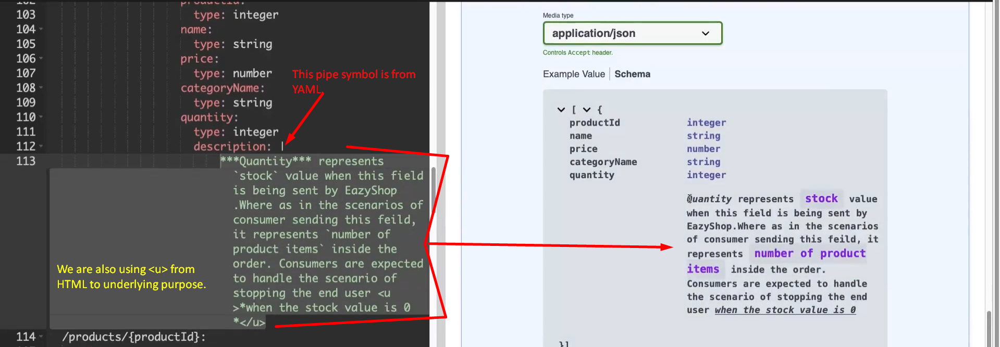 102 productId:
103 type: integer
104 name:
105 type: string
106 price:
107 type: number
108 categoryName:
109 type: string
110 quantity:
111 type: integer
112 description: |
113 ***Quantity*** represents
`stock` value when this field
is being sent by EazyShop
.Where as in the scenarios of
consumer sending this feild,
it represents `number of
product items` inside the
order. Consumers are expected
to handle the scenario of
stopping the end user <u
>*when the stock value is 0
*</u>
114 /products/{productId}:
This pipe symbol is from
YAML.
We are also using <u> from
HTML to underlying purpose.
Media type
application/json
Controls Accept header.
Example Value | Schema
[ {
productId integer
name string
price number
categoryName string
quantity integer
Quantity represents stock value
when this field is being sent by
EazyShop.Where as in the scenarios
of consumer sending this feild, it
represents number of product
items inside the order.
Consumers are expected to handle
the scenario of stopping the end
user when the stock value is 0
}]